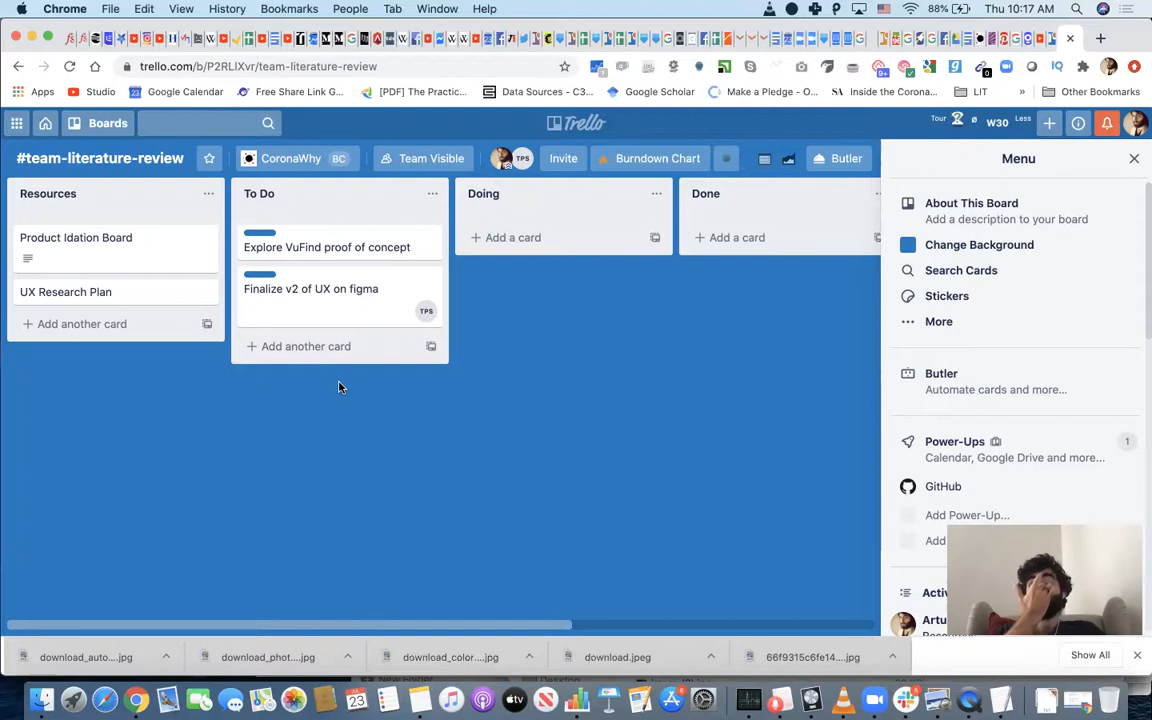 Chrome File Edit View History Bookmarks People Tab Window Help 88% Thu 10:17 AM
trello.com/b/P2RLIXvr/team-literature-review
Apps Studio Google Calendar Free Share Link G... [PDF] The Practic... Data Sources - C3... Google Scholar Make a Pledge - O... Inside the Corona... LIT » Other Bookmarks
Boards Trello Tour W30 Less
#team-literature-review CoronaWhy BC Team Visible TPS Invite Burndown Chart Butler
Menu
Resources
Product Idation Board
UX Research Plan
+ Add another card
To Do
Explore VuFind proof of concept
Finalize v2 of UX on figma
TPS
+ Add another card
Doing
+ Add a card
Done
+ Add a card
About This Board
Add a description to your board
Change Background
Search Cards
Stickers
More
Butler
Automate cards and more...
Power-Ups 1
Calendar, Google Drive and more...
GitHub
Add Power-Up...
Add
Activ
Artu
download_auto....jpg download_phot....jpg download_color....jpg download.jpeg 66f9315c6fe14....jpg Show All